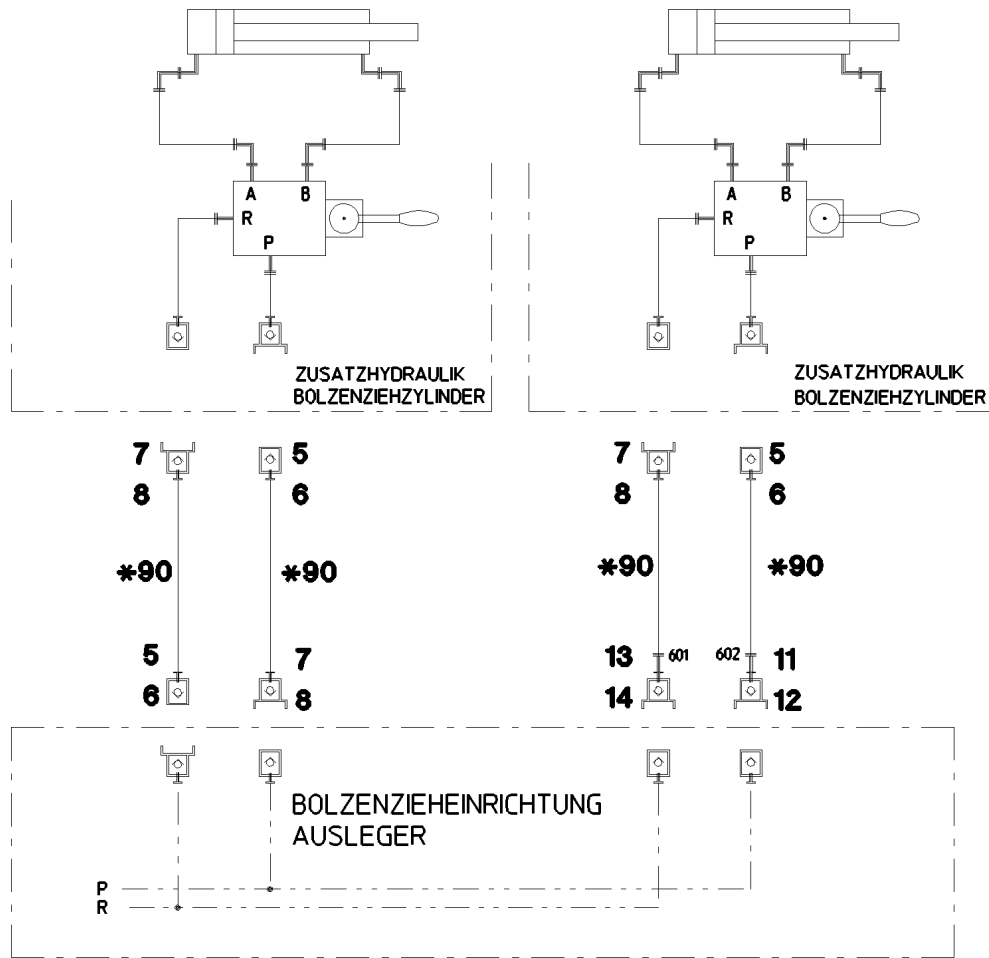 A B
R
P
A B
R
P
ZUSATZHYDRAULIK
BOLZENZIEHZYLINDER
ZUSATZHYDRAULIK
BOLZENZIEHZYLINDER
7 5 7 5
8 6 8 6
*90 *90 *90 *90
5 7 13 601 602 11
6 8 14 12
BOLZENZIEHEINRICHTUNG
AUSLEGER
P
R